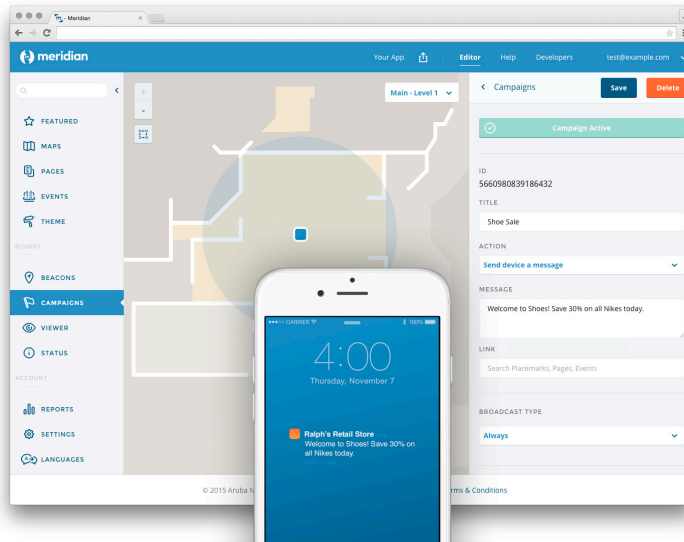 - Meridian
meridian
Your App
Editor
Help
Developers
test@example.com
Main - Level 1
FEATURED
MAPS
PAGES
EVENTS
THEME
BLUDOT
BEACONS
CAMPAIGNS
VIEWER
STATUS
ACCOUNT
REPORTS
SETTINGS
LANGUAGES
Campaigns
Save
Delete
Campaign Active
ID
5660980839186432
TITLE
Shoe Sale
ACTION
Send device a message
MESSAGE
Welcome to Shoes! Save 30% on all Nikes today.
LINK
Search Placemarks, Pages, Events
BROADCAST TYPE
Always
CARRIER
100%
4:00
Thursday, November 7
Ralph's Retail Store
Welcome to Shoes! Save 30% on
all Nikes today.
© 2015 Aruba N
rms & Conditions